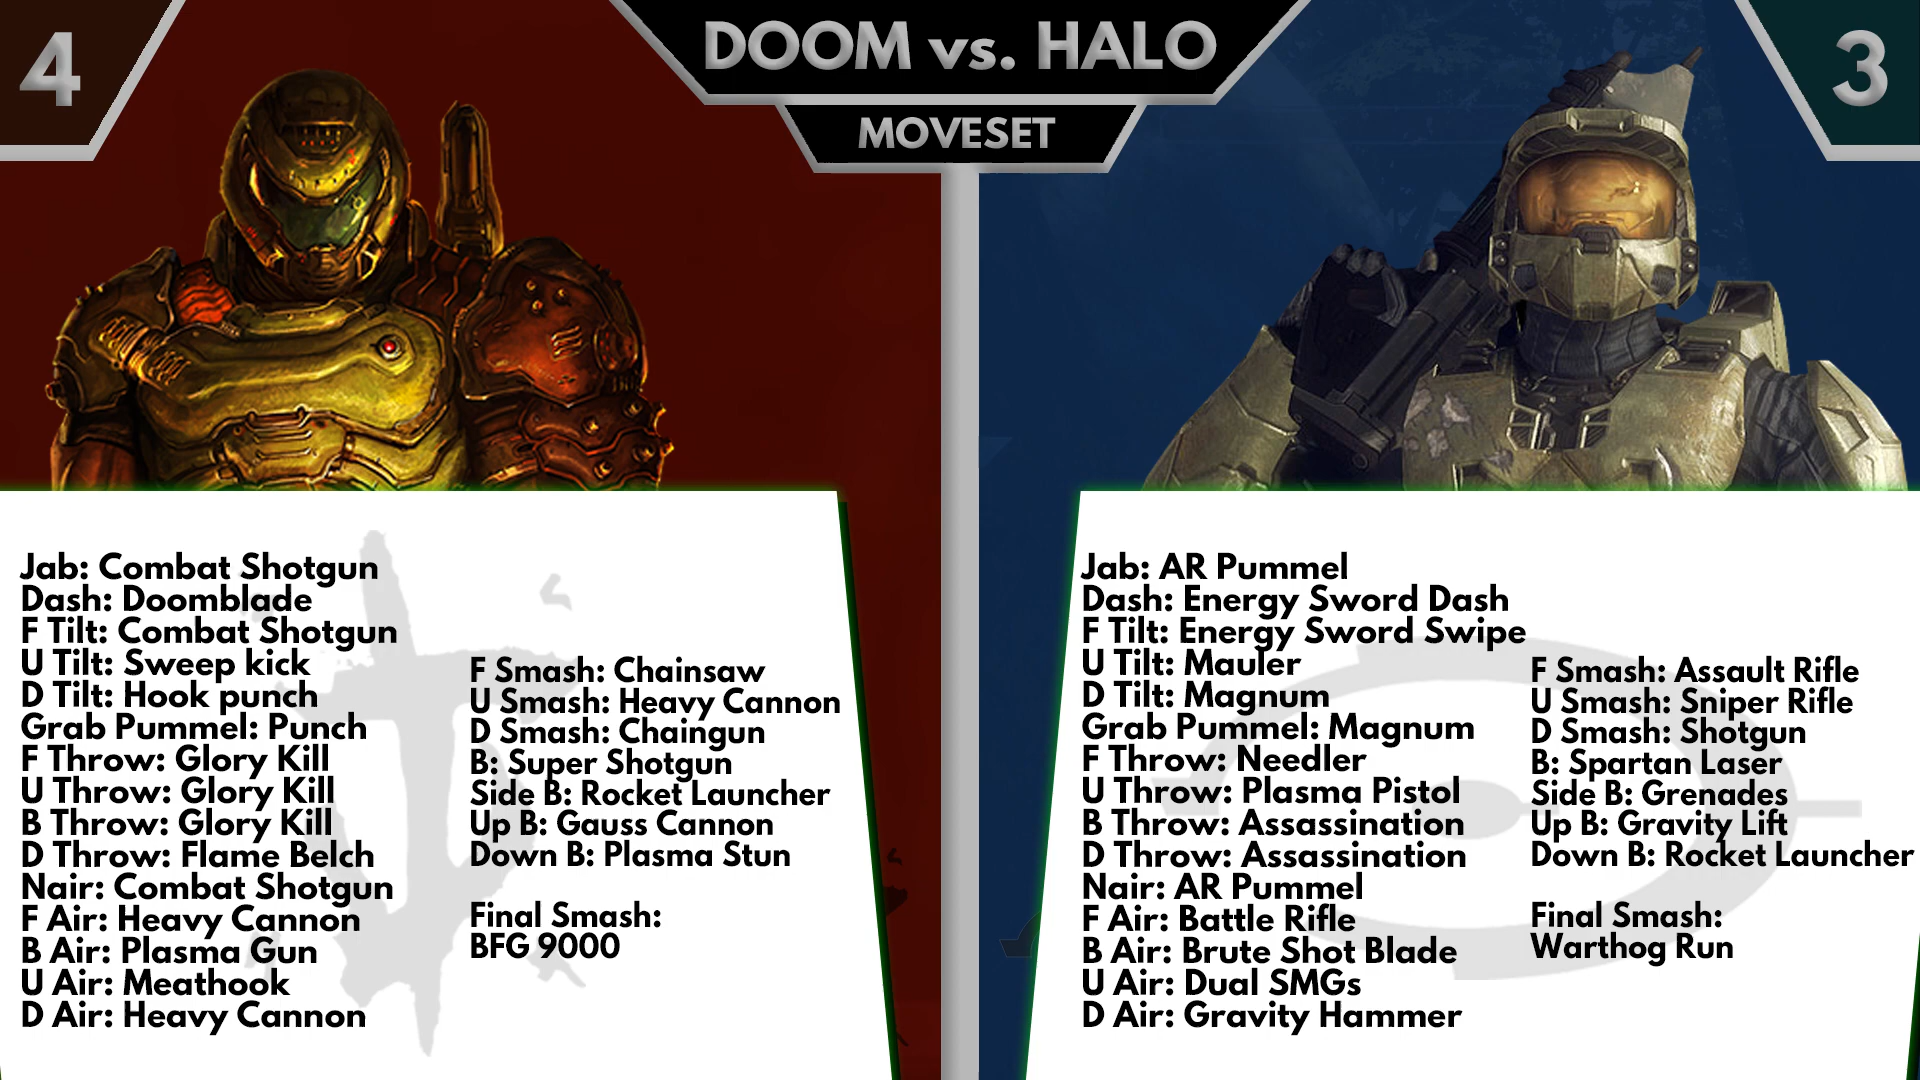 4
DOOM vs. HALO
3
MOVESET
Jab: Combat Shotgun
Dash: Doomblade
F Tilt: Combat Shotgun
U Tilt: Sweep kick
D Tilt: Hook punch
Grab Pummel: Punch
F Throw: Glory Kill
U Throw: Glory Kill
B Throw: Glory Kill
D Throw: Flame Belch
Nair: Combat Shotgun
F Air: Heavy Cannon
B Air: Plasma Gun
U Air: Meathook
D Air: Heavy Cannon
F Smash: Chainsaw
U Smash: Heavy Cannon
D Smash: Chaingun
B: Super Shotgun
Side B: Rocket Launcher
Up B: Gauss Cannon
Down B: Plasma Stun
Final Smash:
BFG 9000
Jab: AR Pummel
Dash: Energy Sword Dash
F Tilt: Energy Sword Swipe
U Tilt: Mauler
D Tilt: Magnum
Grab Pummel: Magnum
F Throw: Needler
U Throw: Plasma Pistol
B Throw: Assassination
D Throw: Assassination
Nair: AR Pummel
F Air: Battle Rifle
B Air: Brute Shot Blade
U Air: Dual SMGs
D Air: Gravity Hammer
F Smash: Assault Rifle
U Smash: Sniper Rifle
D Smash: Shotgun
B: Spartan Laser
Side B: Grenades
Up B: Gravity Lift
Down B: Rocket Launcher
Final Smash:
Warthog Run